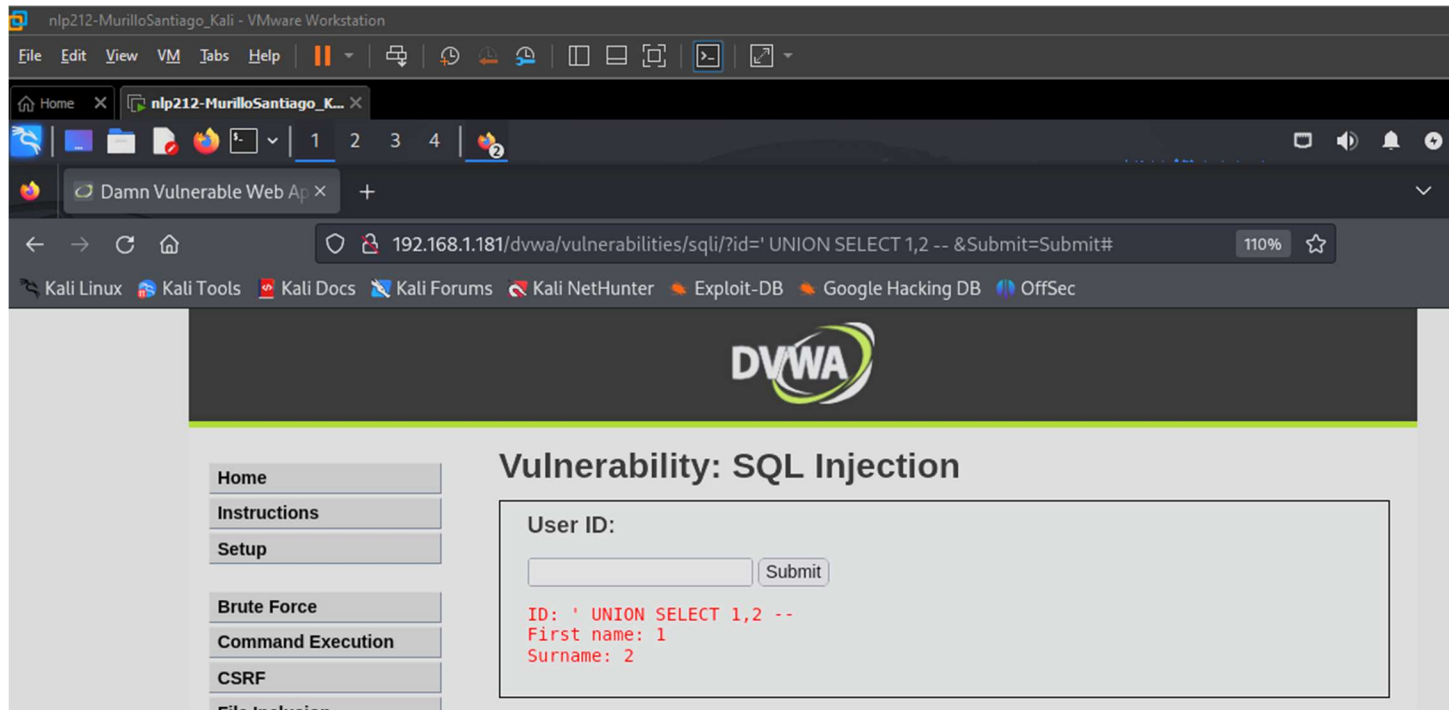 nlp212-MurilloSantiago_Kali - VMware Workstation
File Edit View VM Tabs Help
Home nlp212-MurilloSantiago_K...
1 2 3 4 2
Damn Vulnerable Web Ap
192.168.1.181/dvwa/vulnerabilities/sqli/?id=' UNION SELECT 1,2 -- &Submit=Submit# 110%
Kali Linux Kali Tools Kali Docs Kali Forums Kali NetHunter Exploit-DB Google Hacking DB OffSec
DVWA
Vulnerability: SQL Injection
Home
Instructions
Setup
Brute Force
Command Execution
CSRF
User ID:
Submit
ID: ' UNION SELECT 1,2 --
First name: 1
Surname: 2